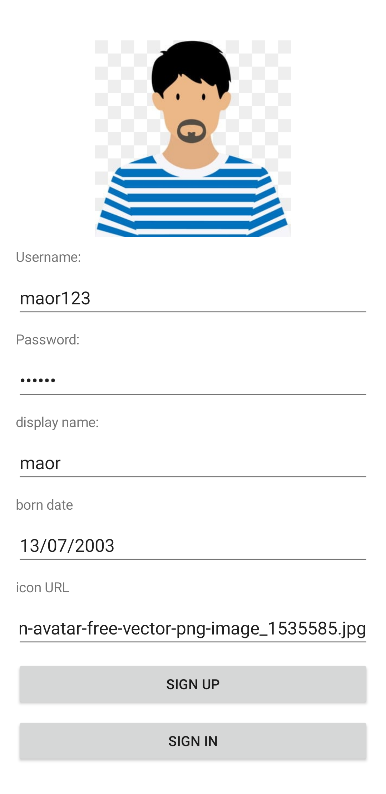 Username:
maor123
Password:
••••••
display name:
maor
born date
13/07/2003
icon URL
n-avatar-free-vector-png-image_1535585.jpg
SIGN UP
SIGN IN